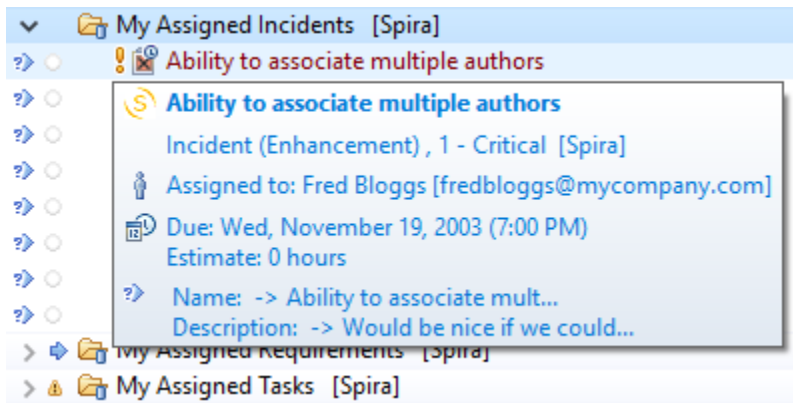 My Assigned Incidents [Spira]
Ability to associate multiple authors
Ability to associate multiple authors
Incident (Enhancement) , 1 - Critical [Spira]
Assigned to: Fred Bloggs [fredbloggs@mycompany.com]
Due: Wed, November 19, 2003 (7:00 PM)
Estimate: 0 hours
Name: -> Ability to associate mult...
Description: -> Would be nice if we could...
My Assigned Requirements [Spira]
My Assigned Tasks [Spira]